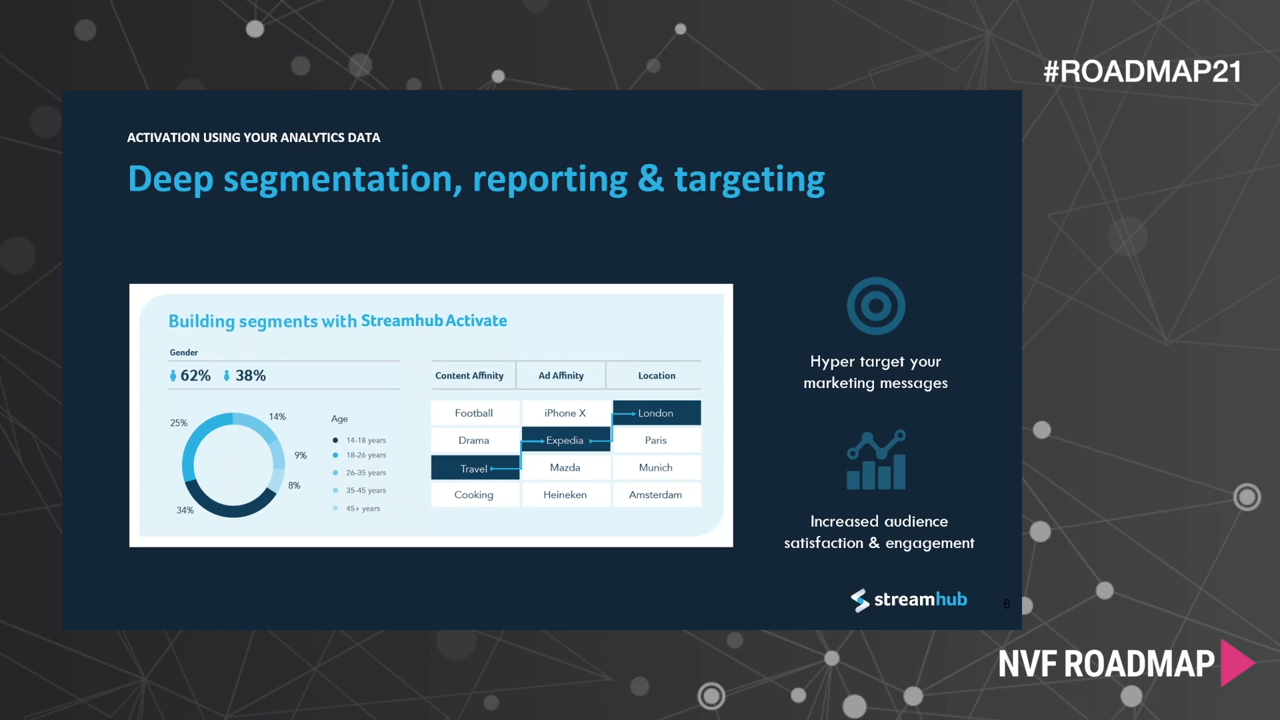 #ROADMAP21
ACTIVATION USING YOUR ANALYTICS DATA
Deep segmentation, reporting & targeting
Building segments with Streamhub Activate
Gender
62% 38%
25%
14%
9%
8%
34%
Age
14-18 years
18-26 years
26-35 years
35-45 years
45+ years
Content Affinity Ad Affinity Location
Football iPhone X London
Drama Expedia Paris
Travel Mazda Munich
Cooking Heineken Amsterdam
Hyper target your
marketing messages
Increased audience
satisfaction & engagement
streamhub
6
NVF ROADMAP